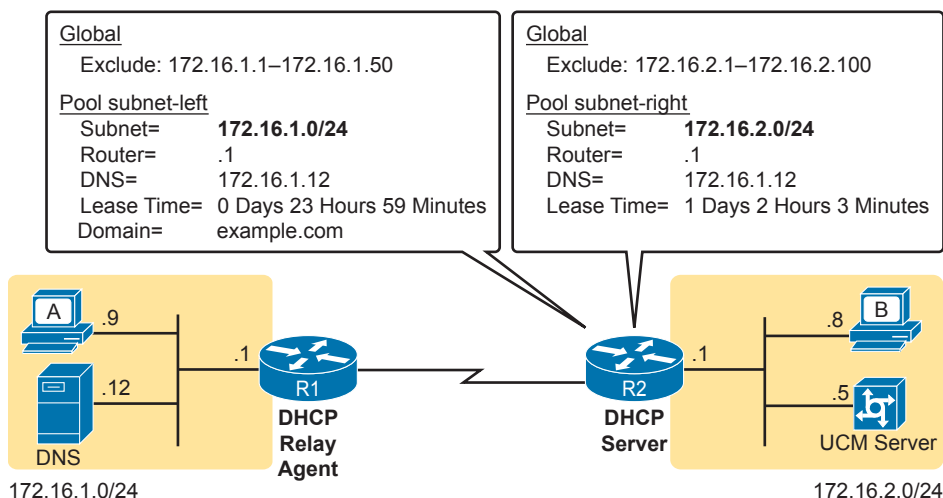 Global
Exclude: 172.16.1.1–172.16.1.50
Pool subnet-left
Subnet= 172.16.1.0/24
Router= .1
DNS= 172.16.1.12
Lease Time= 0 Days 23 Hours 59 Minutes
Domain= example.com
Global
Exclude: 172.16.2.1–172.16.2.100
Pool subnet-right
Subnet= 172.16.2.0/24
Router= .1
DNS= 172.16.1.12
Lease Time= 1 Days 2 Hours 3 Minutes
A
.9
.12
DNS
.1
R1
DHCP
Relay
Agent
172.16.1.0/24
R2
DHCP
Server
.1
.8
B
.5
UCM Server
172.16.2.0/24